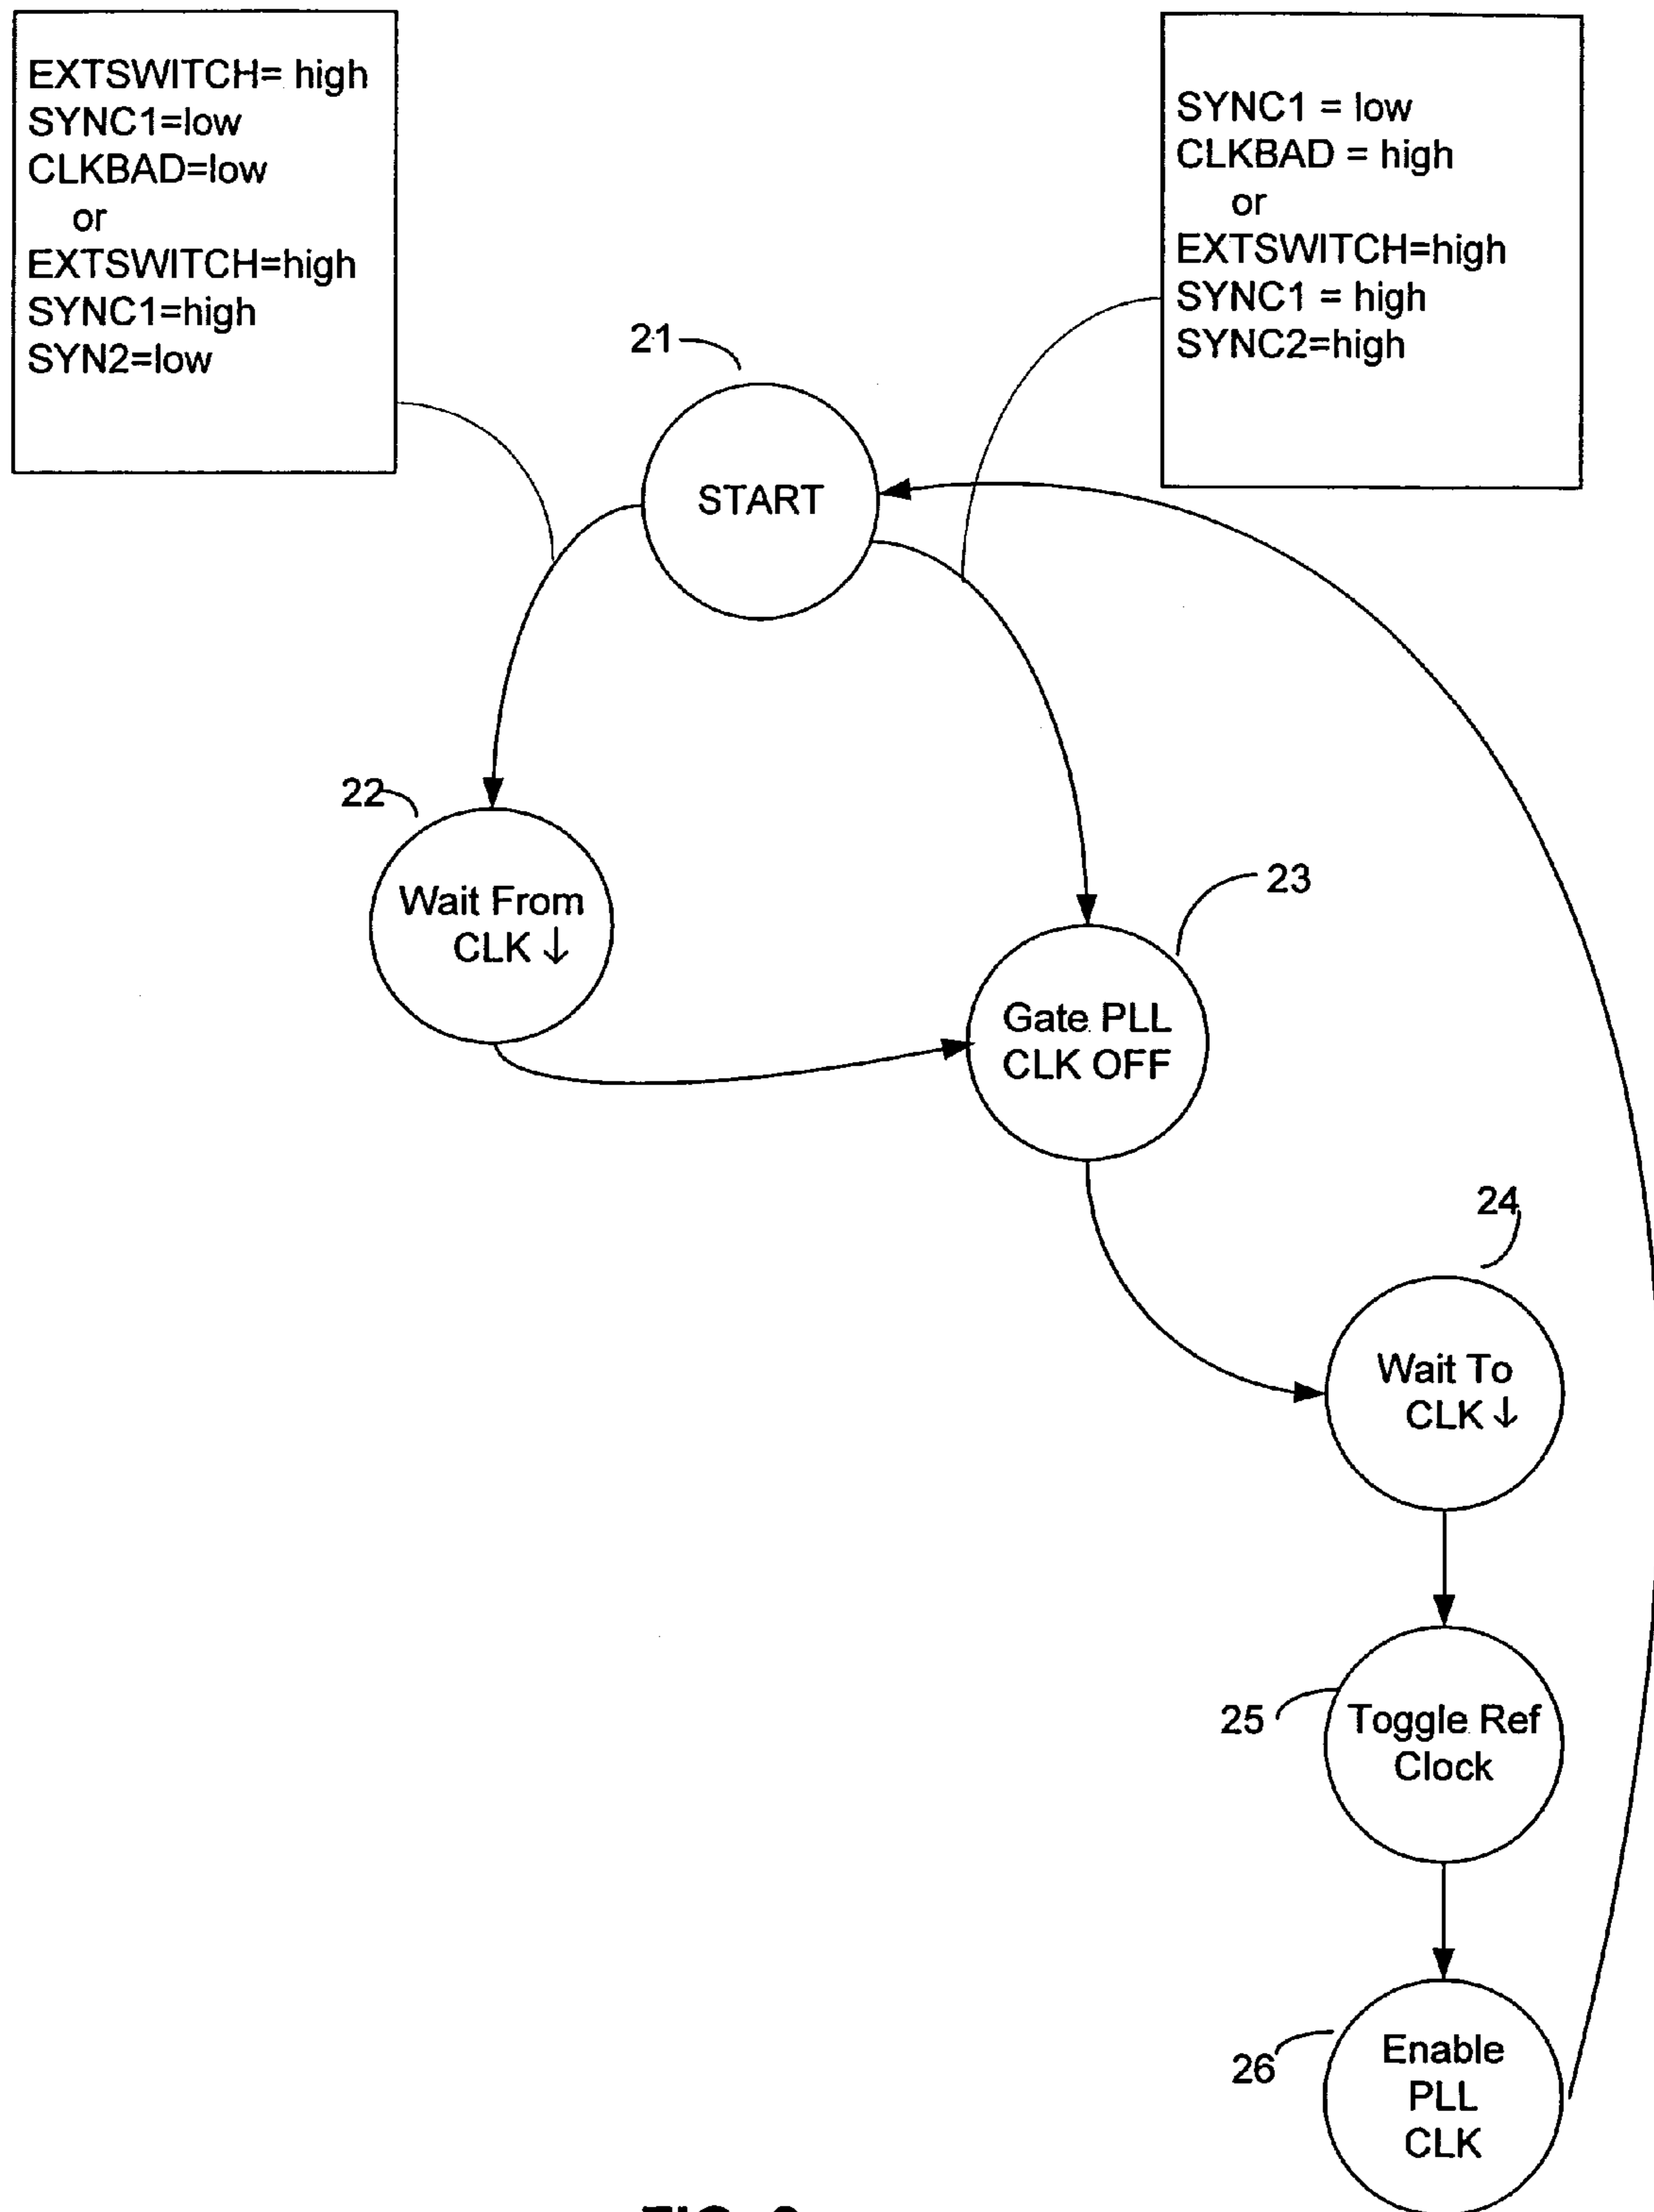 EXTSWITCH= high
SYNC1=low
CLKBAD=low
or
EXTSWITCH=high
SYNC1=high
SYN2=low
SYNC1 = low
CLKBAD = high
or
EXTSWITCH=high
SYNC1 = high
SYNC2=high
21
START
22
Wait From
CLK ↓
23
Gate PLL
CLK OFF
24
Wait To
CLK ↓
25
Toggle Ref
Clock
26
Enable
PLL
CLK